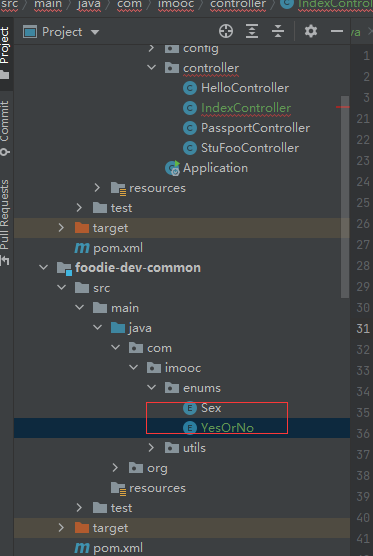 src › main › java › com › imooc › controller › IndexControl
Project
Project
Commit
Pull Requests
config
controller
HelloController
IndexController
PassportController
StuFooController
Application
resources
test
target
pom.xml
foodie-dev-common
src
main
java
com
imooc
enums
Sex
YesOrNo
utils
org
resources
test
target
pom.xml
va
1
2
21
22
23
24
25
26
27
28
29
30
31
32
33
34
35
36
37
38
39
40
41